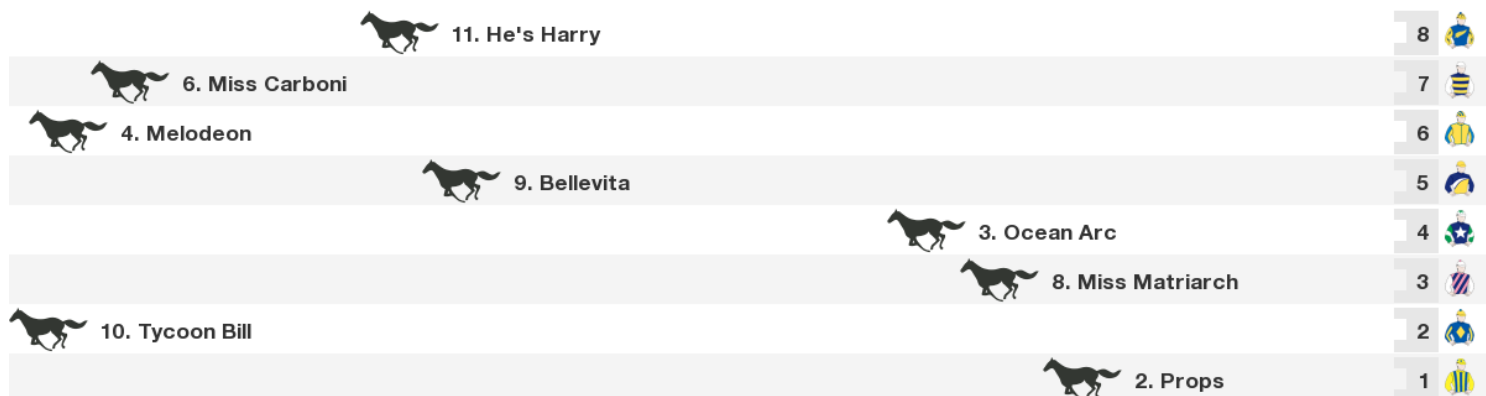 11. He's Harry 8
6. Miss Carboni 7
4. Melodeon 6
9. Bellevita 5
3. Ocean Arc 4
8. Miss Matriarch 3
10. Tycoon Bill 2
2. Props 1